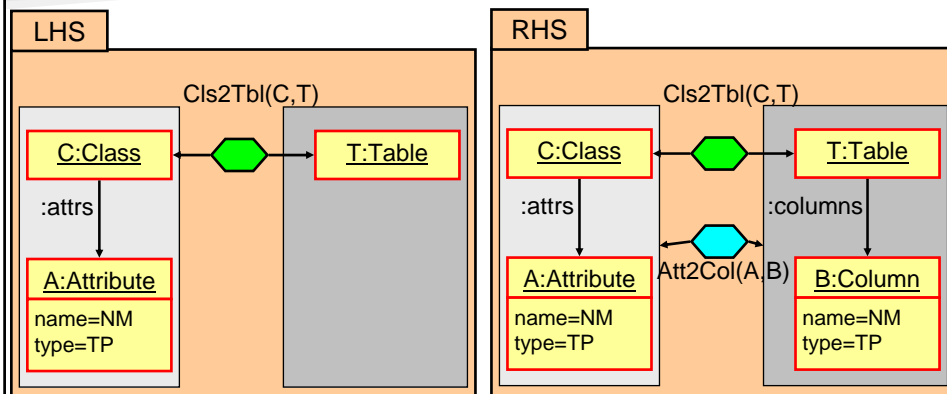 LHS
Cls2Tbl(C,T)
C:Class
T:Table
:attrs
A:Attribute
name=NM
type=TP
RHS
Cls2Tbl(C,T)
C:Class
T:Table
:attrs
:columns
Att2Col(A,B)
A:Attribute
name=NM
type=TP
B:Column
name=NM
type=TP